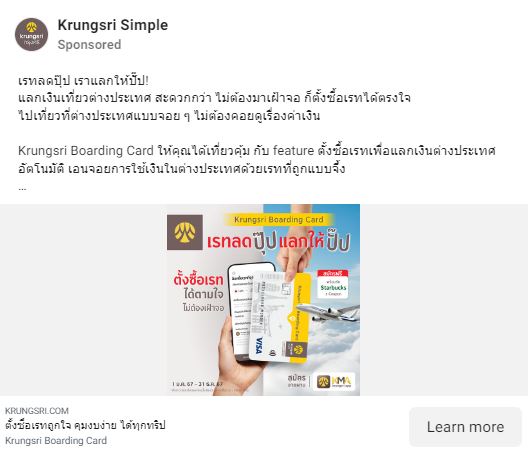 Krungsri Simple
Sponsored
เรทลดปุ๊ป เราแลกให้ปั๊ป!
แลกเงินเที่ยวต่างประเทศ สะดวกกว่า ไม่ต้องมาเฝ้าจอ ก็ตั้งซื้อเรทได้ตรงใจ
ไปเที่ยวที่ต่างประเทศแบบจอย ๆ ไม่ต้องคอยดูเรื่องค่าเงิน
Krungsri Boarding Card ให้คุณได้เที่ยวคุ้ม กับ feature ตั้งซื้อเรทเพื่อแลกเงินต่างประเทศ
อัตโนมัติ เอนจอยการใช้เงินในต่างประเทศด้วยเรทที่ถูกแบบจึ้ง
...
Krungsri Boarding Card
เรทลดปุ๊ป แลกให้ ปั๊ป
ตั้งซื้อเรท
ได้ตามใจ
ไม่ต้องเฝ้าจอ
สมัครฟรี
Starbucks
VISA
Krungsri Boarding Card
1 ม.ค. 67 - 31 ธ.ค. 67
สมัคร
ผ่าน
KMA
KRUNGSRI.COM
ตั้งซื้อเรทถูกใจ คุมงบง่าย ได้ทุกทริป
Krungsri Boarding Card
Learn more